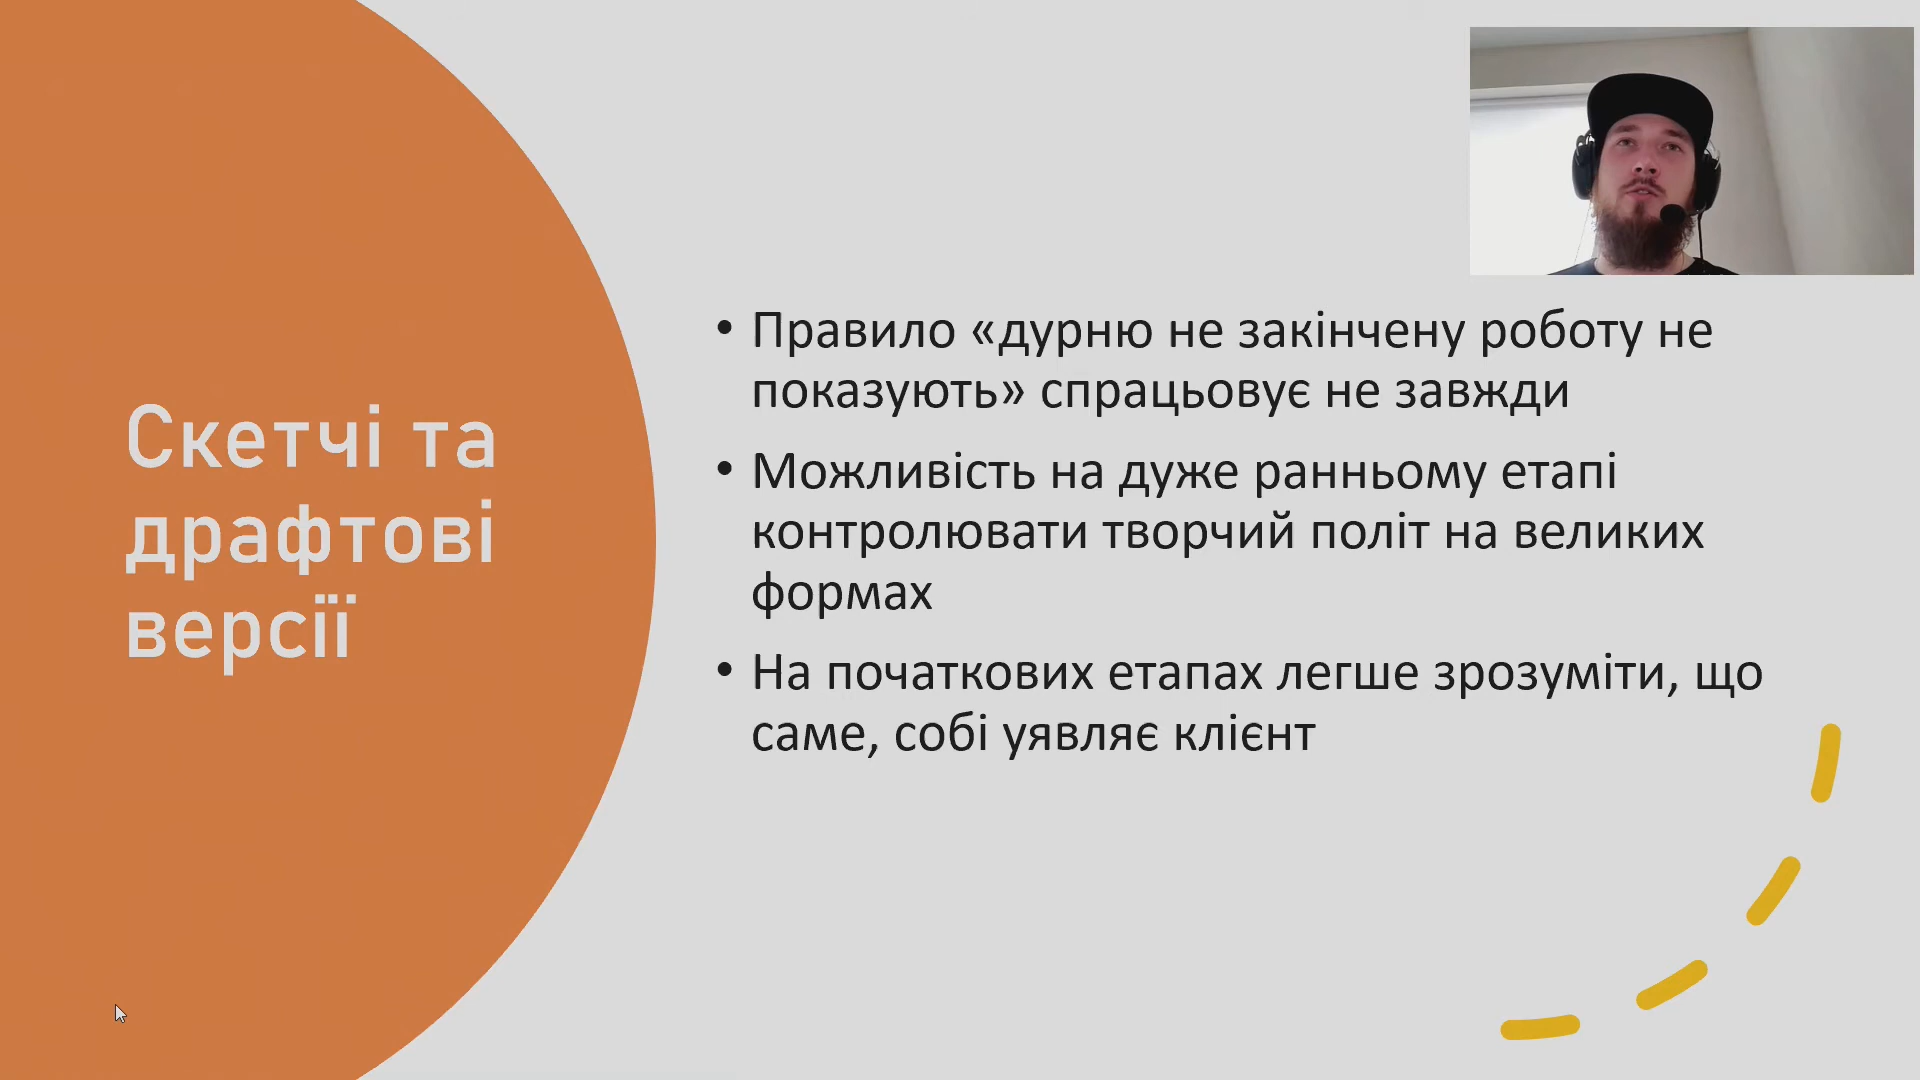 Скетчі та
драфтові
версії
• Правило «дурню не закінчену роботу не
показують» спрацьовує не завжди
• Можливість на дуже ранньому етапі
контролювати творчий політ на великих
формах
• На початкових етапах легше зрозуміти, що
саме, собі уявляє клієнт